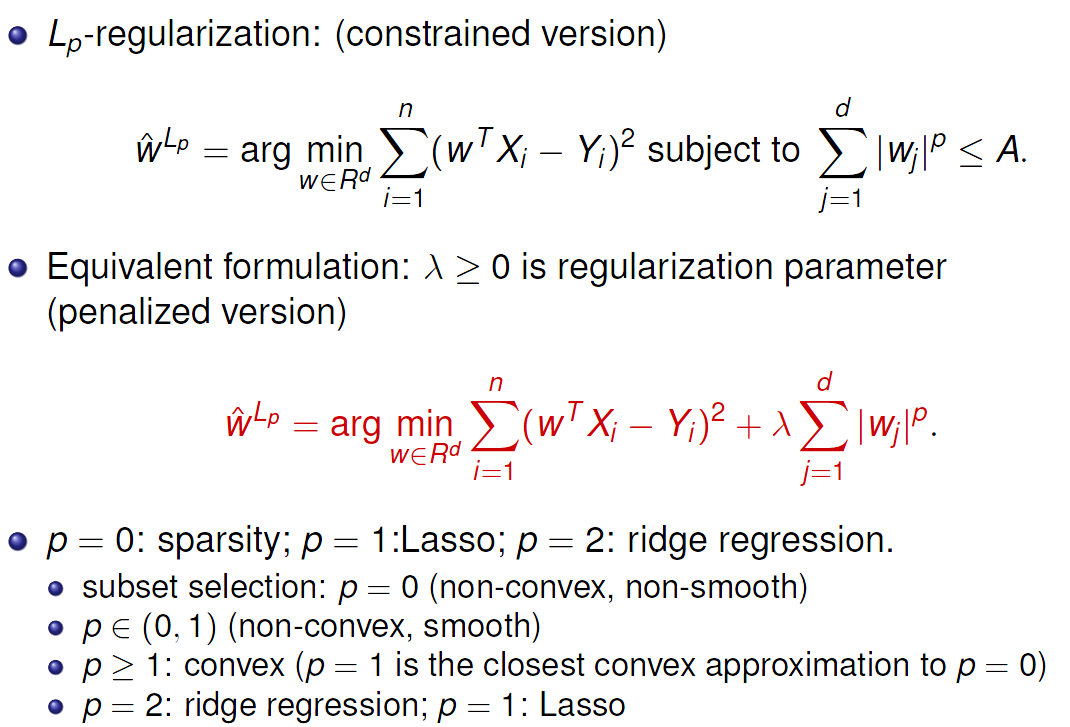 • Lₚ-regularization: (constrained version)
ŵ^{Lₚ} = arg min_{w∈R^d} ∑_{i=1}^{n} (w^T X_i − Y_i)² subject to ∑_{j=1}^{d} |w_j|^p ≤ A.
• Equivalent formulation: λ ≥ 0 is regularization parameter
(penalized version)
ŵ^{Lₚ} = arg min_{w∈R^d} ∑_{i=1}^{n} (w^T X_i − Y_i)² + λ ∑_{j=1}^{d} |w_j|^p.
• p = 0: sparsity; p = 1:Lasso; p = 2: ridge regression.
• subset selection: p = 0 (non-convex, non-smooth)
• p ∈ (0, 1) (non-convex, smooth)
• p ≥ 1: convex (p = 1 is the closest convex approximation to p = 0)
• p = 2: ridge regression; p = 1: Lasso